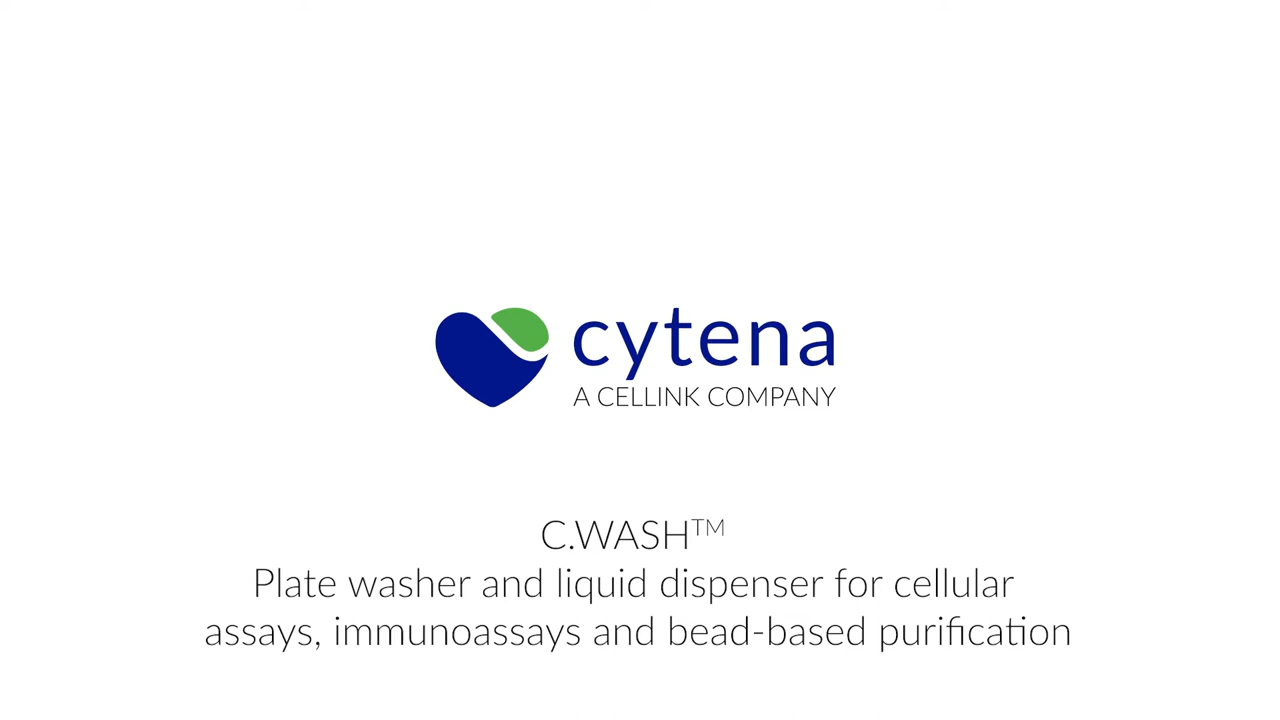 cytena
A CELLINK COMPANY
C.WASH™
Plate washer and liquid dispenser for cellular
assays, immunoassays and bead-based purification